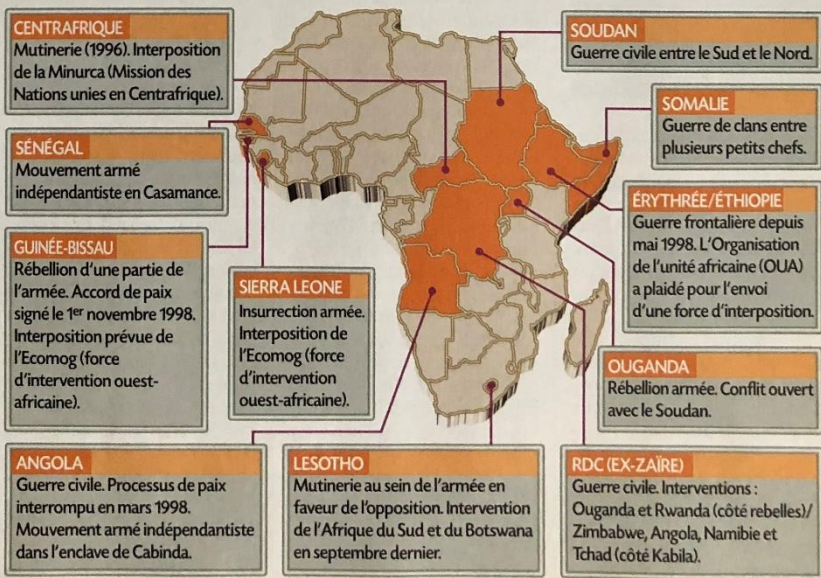 CENTRAFRIQUE
Mutinerie (1996). Interposition
de la Minurca (Mission des
Nations unies en Centrafrique).
SOUDAN
Guerre civile entre le Sud et le Nord.
SOMALIE
Guerre de clans entre
plusieurs petits chefs.
SÉNÉGAL
Mouvement armé
indépendantiste en Casamance.
ÉRYTHRÉE/ÉTHIOPIE
Guerre frontalière depuis
mai 1998. L'Organisation
de l'unité africaine (OUA)
a plaidé pour l'envoi
d'une force d'interposition.
GUINÉE-BISSAU
Rébellion d'une partie de
l'armée. Accord de paix
signé le 1er novembre 1998.
Interposition prévue de
l'Ecomog (force
d'intervention ouest-
africaine).
SIERRA LEONE
Insurrection armée.
Interposition de
l'Ecomog (force
d'intervention
ouest-africaine).
OUGANDA
Rébellion armée. Conflit ouvert
avec le Soudan.
ANGOLA
Guerre civile. Processus de paix
interrompu en mars 1998.
Mouvement armé indépendantiste
dans l'enclave de Cabinda.
LESOTHO
Mutinerie au sein de l'armée en
faveur de l'opposition. Intervention
de l'Afrique du Sud et du Botswana
en septembre dernier.
RDC (EX-ZAÏRE)
Guerre civile. Interventions :
Ouganda et Rwanda (côté rebelles)/
Zimbabwe, Angola, Namibie et
Tchad (côté Kabila).